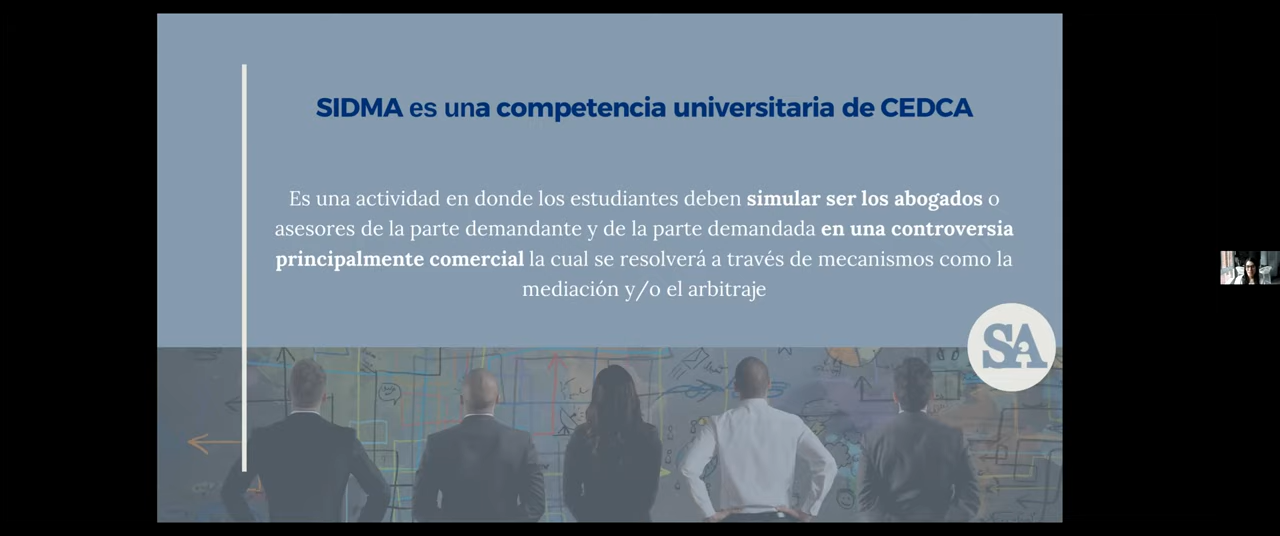 SIDMA es una competencia universitaria de CEDCA
Es una actividad en donde los estudiantes deben simular ser los abogados o
asesores de la parte demandante y de la parte demandada en una controversia
principalmente comercial la cual se resolverá a través de mecanismos como la
mediación y/o el arbitraje
SA